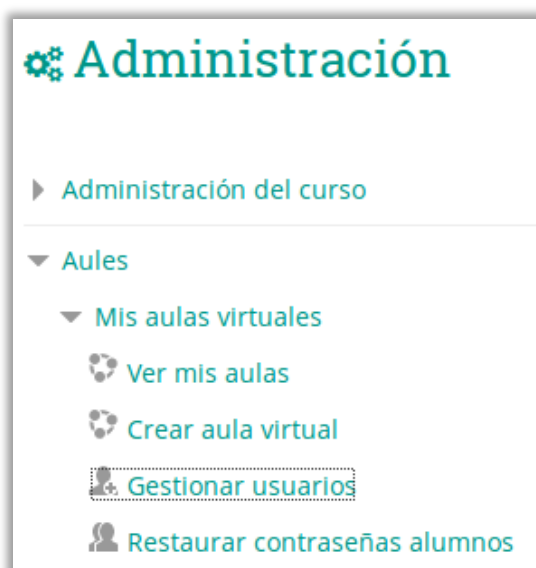 Administración
Administración del curso
Aules
Mis aulas virtuales
Ver mis aulas
Crear aula virtual
Gestionar usuarios
Restaurar contraseñas alumnos